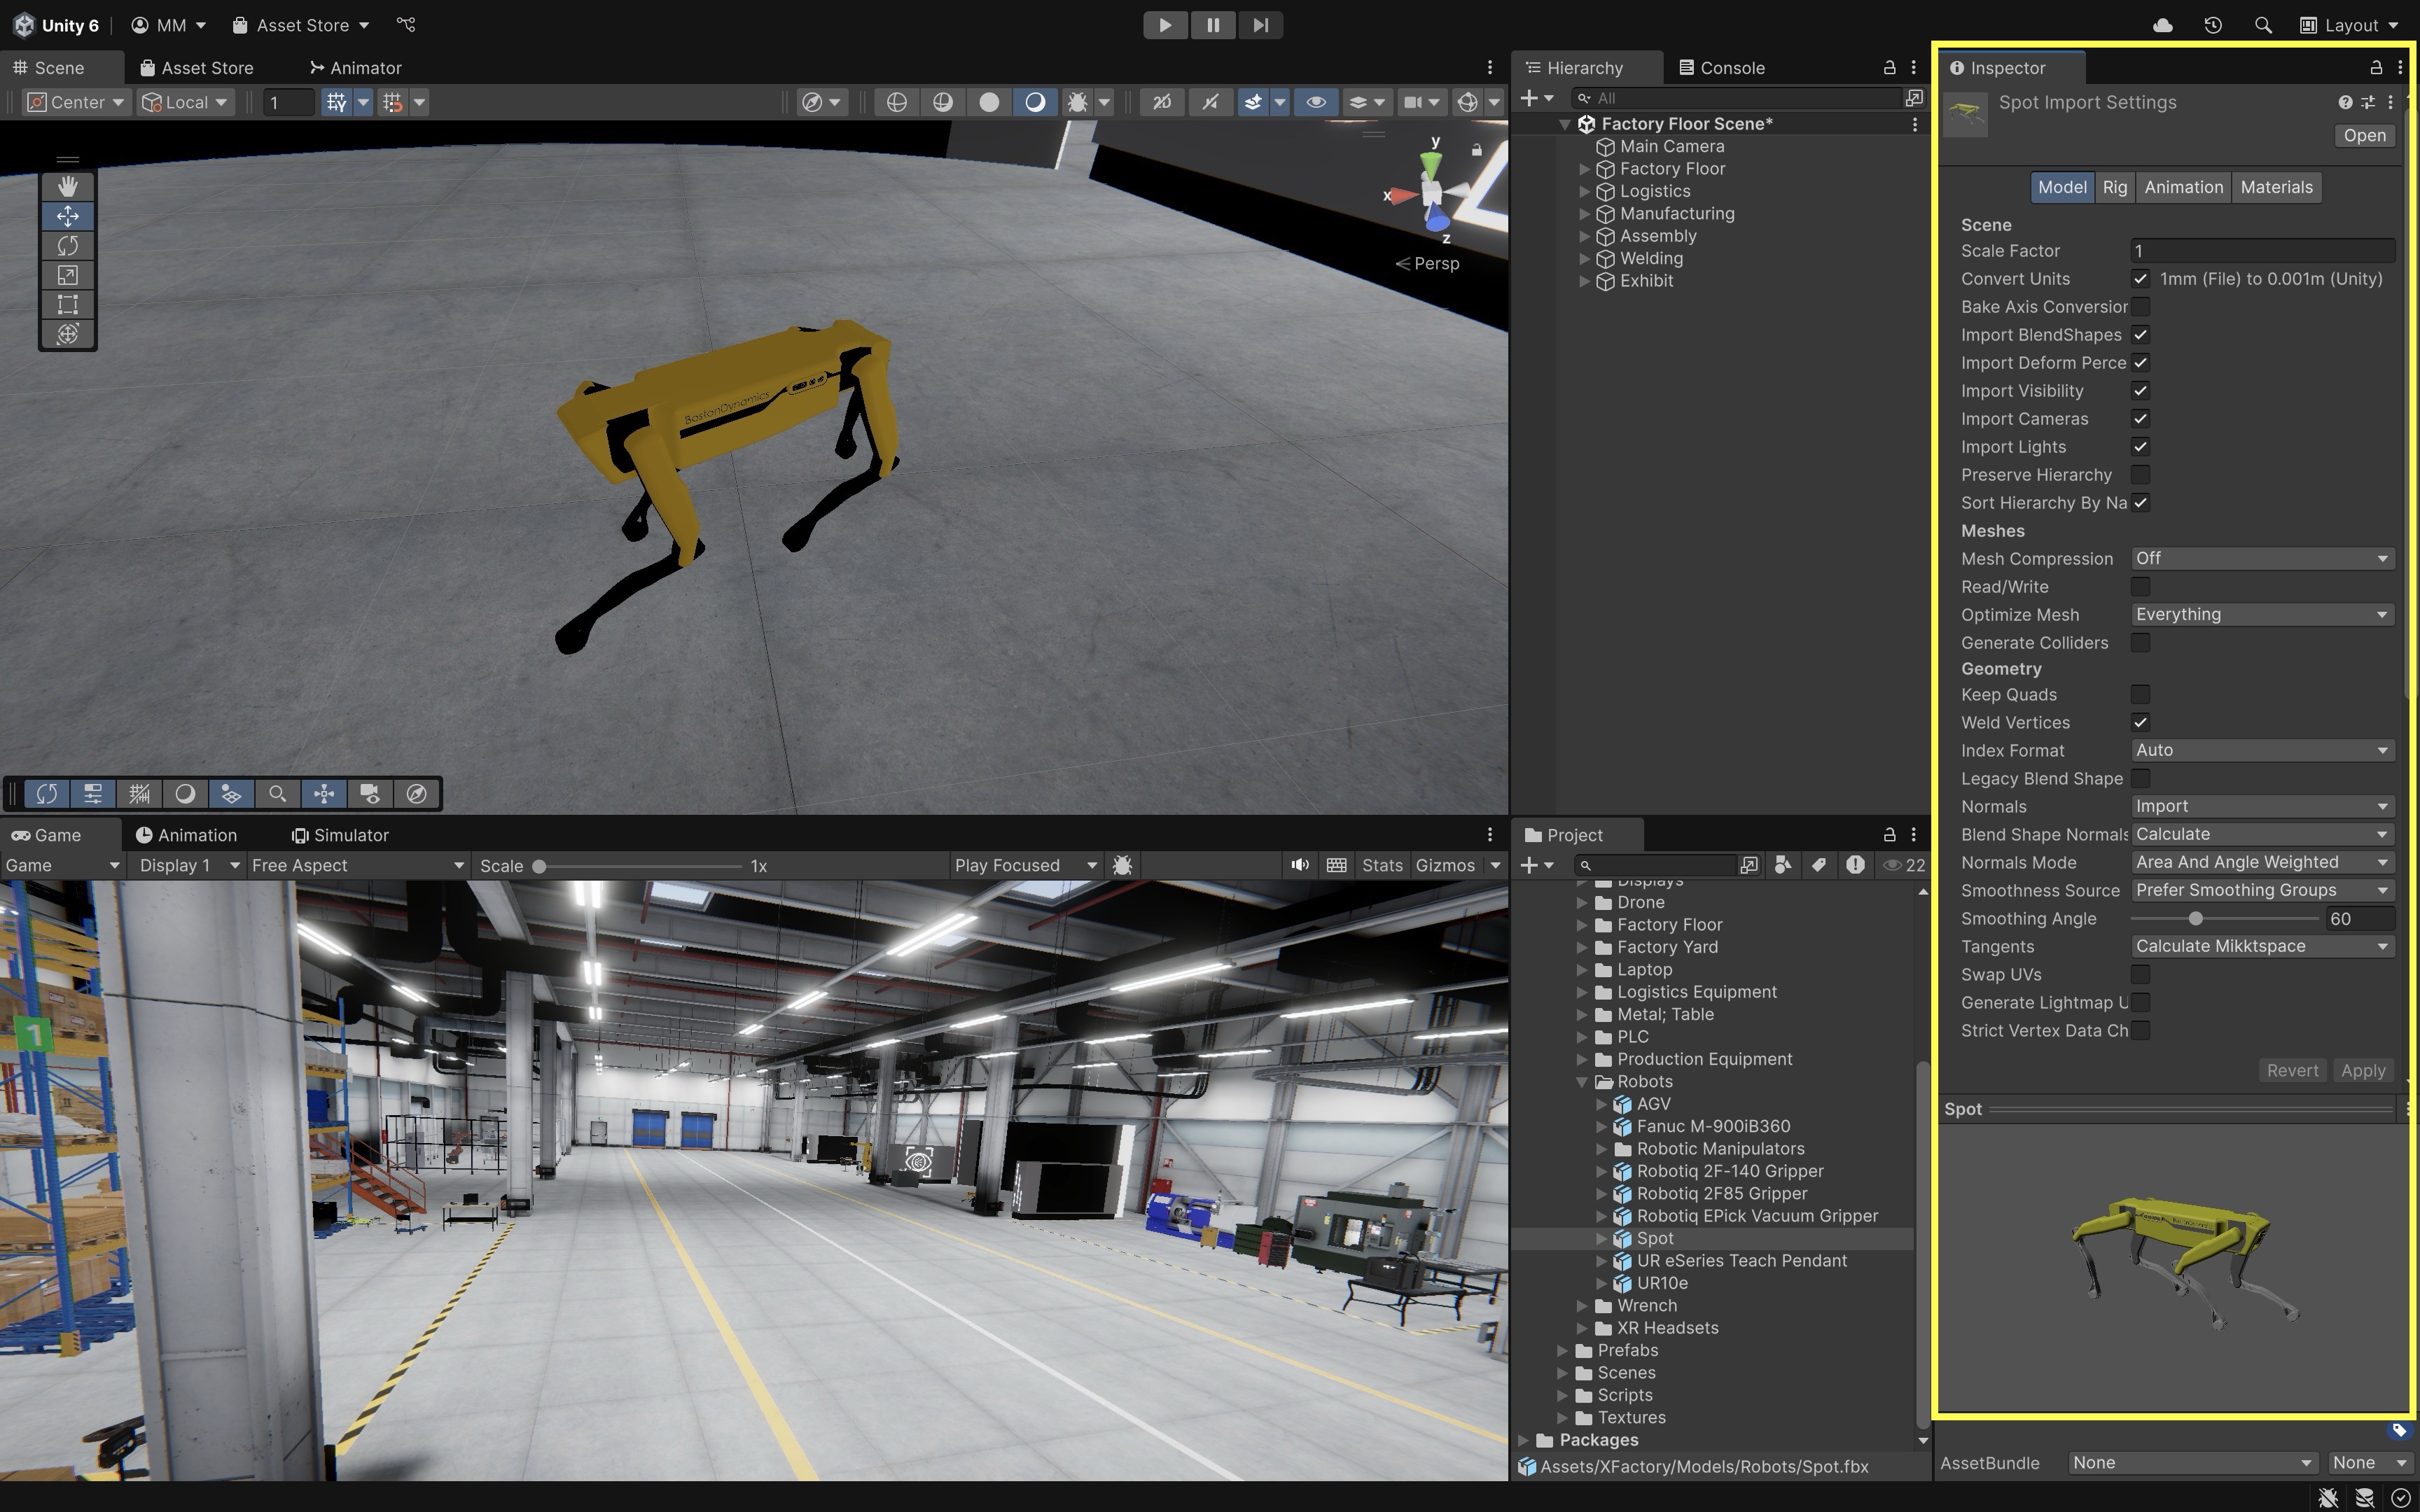 Unity 6
MM
Asset Store
Layout
Scene
Asset Store
Animator
Center
Local
1
2D
y
x
z
Persp
BostonDynamics
Hierarchy
Console
All
Factory Floor Scene*
Main Camera
Factory Floor
Logistics
Manufacturing
Assembly
Welding
Exhibit
Game
Animation
Simulator
Game
Display 1
Free Aspect
Scale
1x
Play Focused
Stats
Gizmos
1
Project
22
Displays
Drone
Factory Floor
Factory Yard
Laptop
Logistics Equipment
Metal; Table
PLC
Production Equipment
Robots
AGV
Fanuc M-900iB360
Robotic Manipulators
Robotiq 2F-140 Gripper
Robotiq 2F85 Gripper
Robotiq EPick Vacuum Gripper
Spot
UR eSeries Teach Pendant
UR10e
Wrench
XR Headsets
Prefabs
Scenes
Scripts
Textures
Packages
Assets/XFactory/Models/Robots/Spot.fbx
Inspector
Spot Import Settings
Open
Model Rig Animation Materials
Scene
Scale Factor 1
Convert Units 1mm (File) to 0.001m (Unity)
Bake Axis Conversior
Import BlendShapes
Import Deform Perce
Import Visibility
Import Cameras
Import Lights
Preserve Hierarchy
Sort Hierarchy By Na
Meshes
Mesh Compression Off
Read/Write
Optimize Mesh Everything
Generate Colliders
Geometry
Keep Quads
Weld Vertices
Index Format Auto
Legacy Blend Shape
Normals Import
Blend Shape Normals Calculate
Normals Mode Area And Angle Weighted
Smoothness Source Prefer Smoothing Groups
Smoothing Angle 60
Tangents Calculate Mikktspace
Swap UVs
Generate Lightmap U
Strict Vertex Data Ch
Revert Apply
Spot
AssetBundle None None